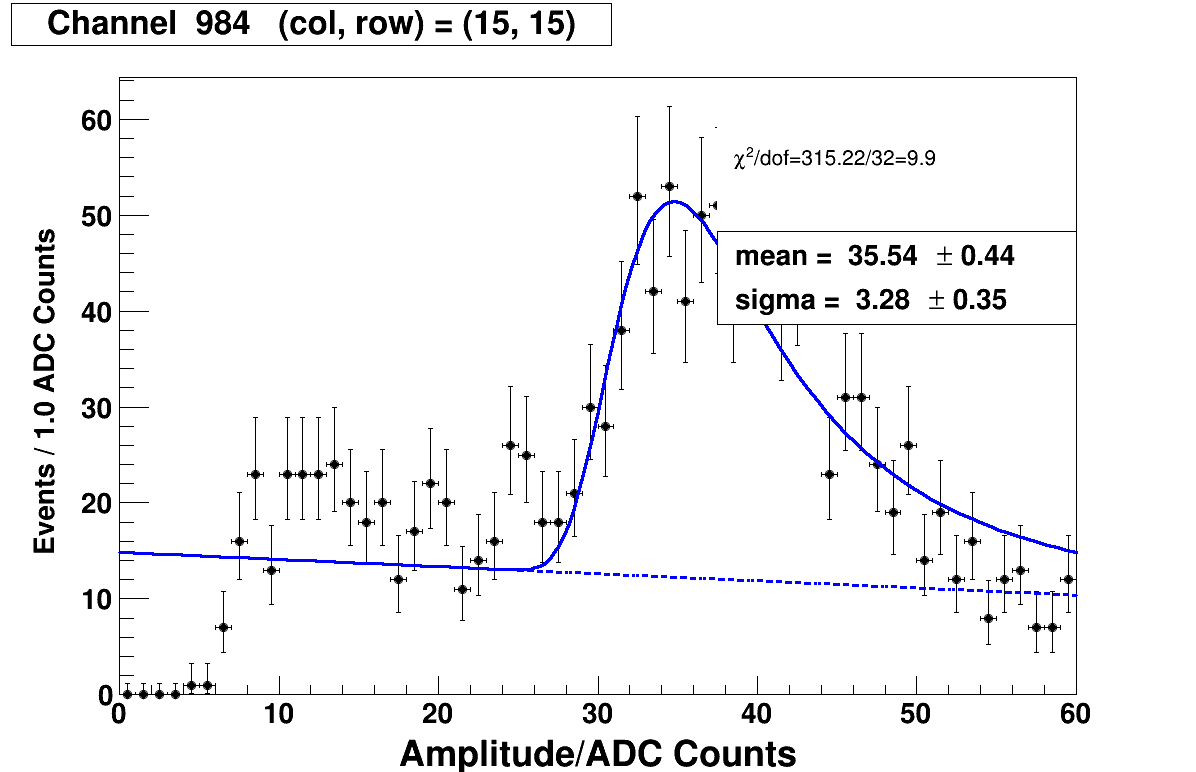 Channel 984 (col, row) = (15, 15)
χ²/dof=315.22/32=9.9
mean = 35.54 ± 0.44
sigma = 3.28 ± 0.35
Events / 1.0 ADC Counts
60
50
40
30
20
10
0
0 10 20 30 40 50 60
Amplitude/ADC Counts